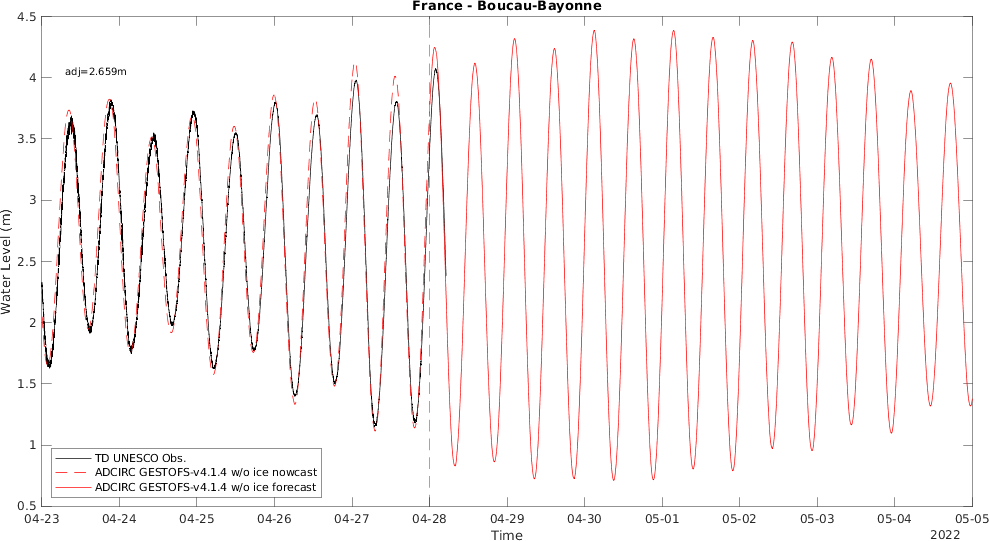 France - Boucau-Bayonne
4.5
4
3.5
3
2.5
2
1.5
1
0.5
Water Level (m)
adj=2.659m
TD UNESCO Obs.
ADCIRC GESTOFS-v4.1.4 w/o ice nowcast
ADCIRC GESTOFS-v4.1.4 w/o ice forecast
04-23 04-24 04-25 04-26 04-27 04-28 04-29 04-30 05-01 05-02 05-03 05-04 05-05
Time
2022